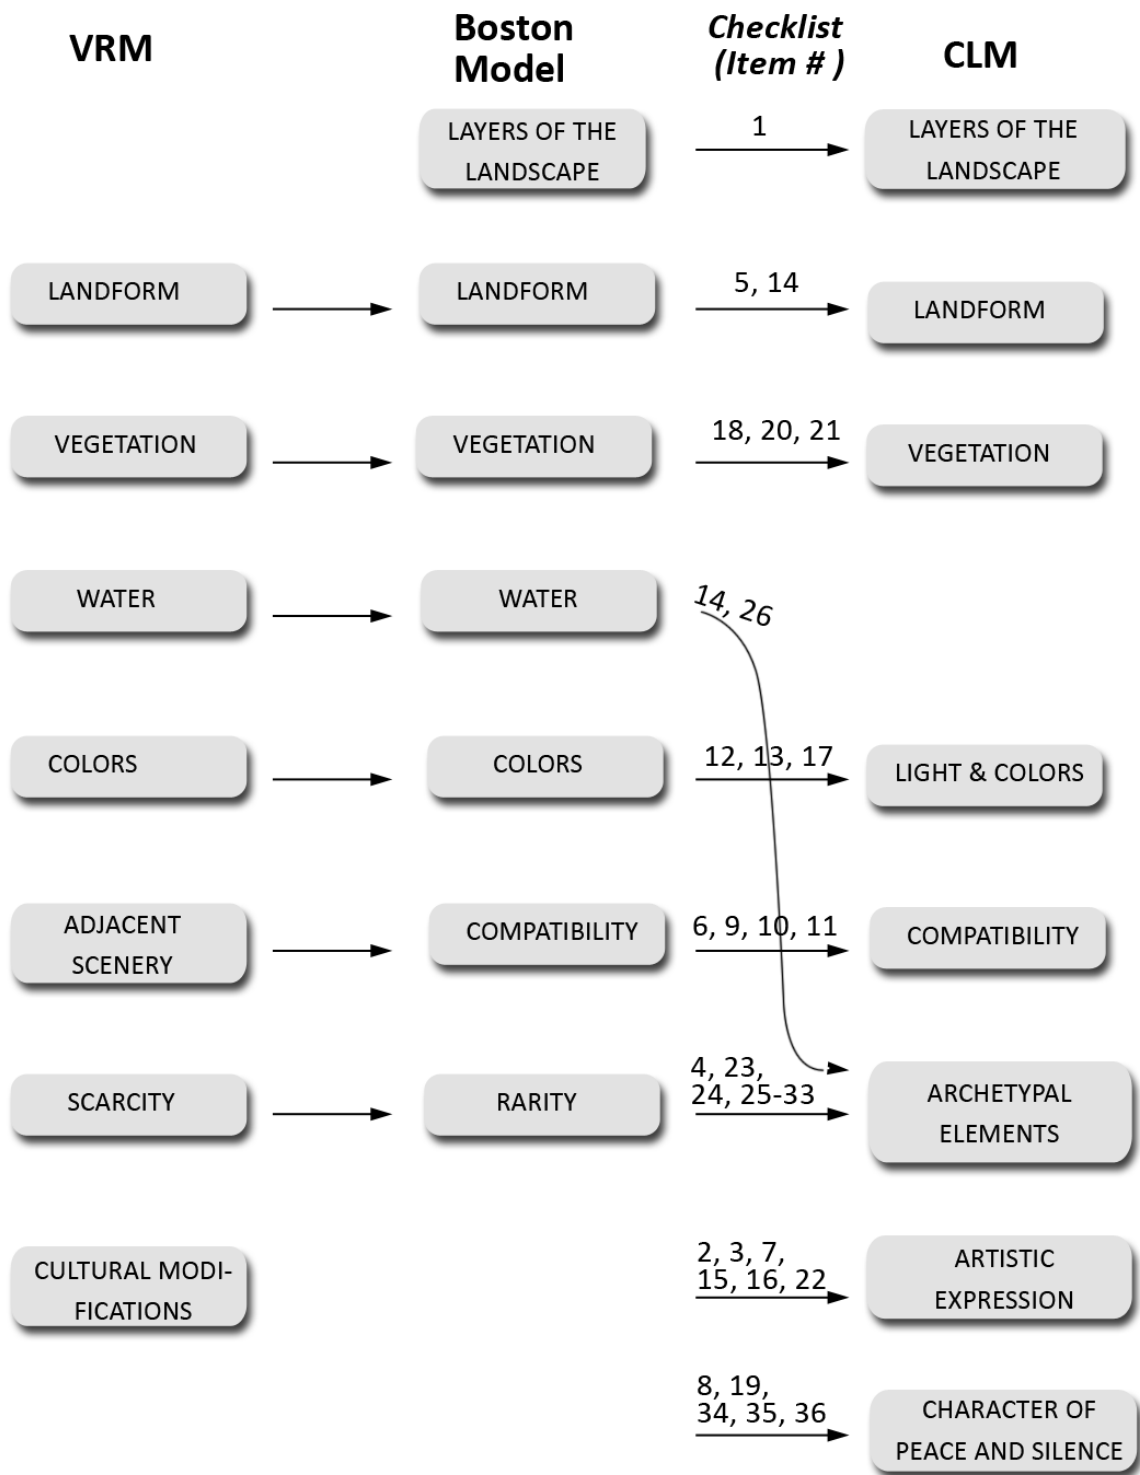 VRM
Boston
Model
Checklist
(Item # )
CLM
LAYERS OF THE
LANDSCAPE
1
LAYERS OF THE
LANDSCAPE
LANDFORM
LANDFORM
5, 14
LANDFORM
VEGETATION
VEGETATION
18, 20, 21
VEGETATION
WATER
WATER
14, 26
COLORS
COLORS
12, 13, 17
LIGHT & COLORS
ADJACENT
SCENERY
COMPATIBILITY
6, 9, 10, 11
COMPATIBILITY
SCARCITY
RARITY
4, 23,
24, 25-33
ARCHETYPAL
ELEMENTS
CULTURAL MODI-
FICATIONS
2, 3, 7,
15, 16, 22
ARTISTIC
EXPRESSION
8, 19,
34, 35, 36
CHARACTER OF
PEACE AND SILENCE